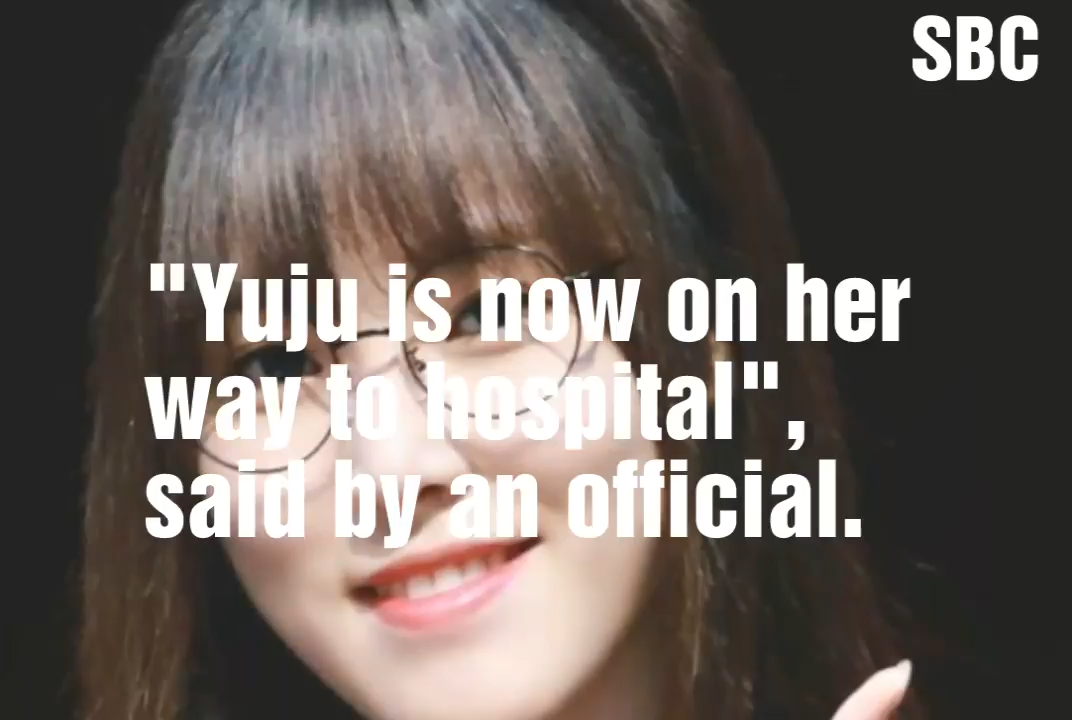 SBC
"Yuju is now on her
way to hospital",
said by an official.